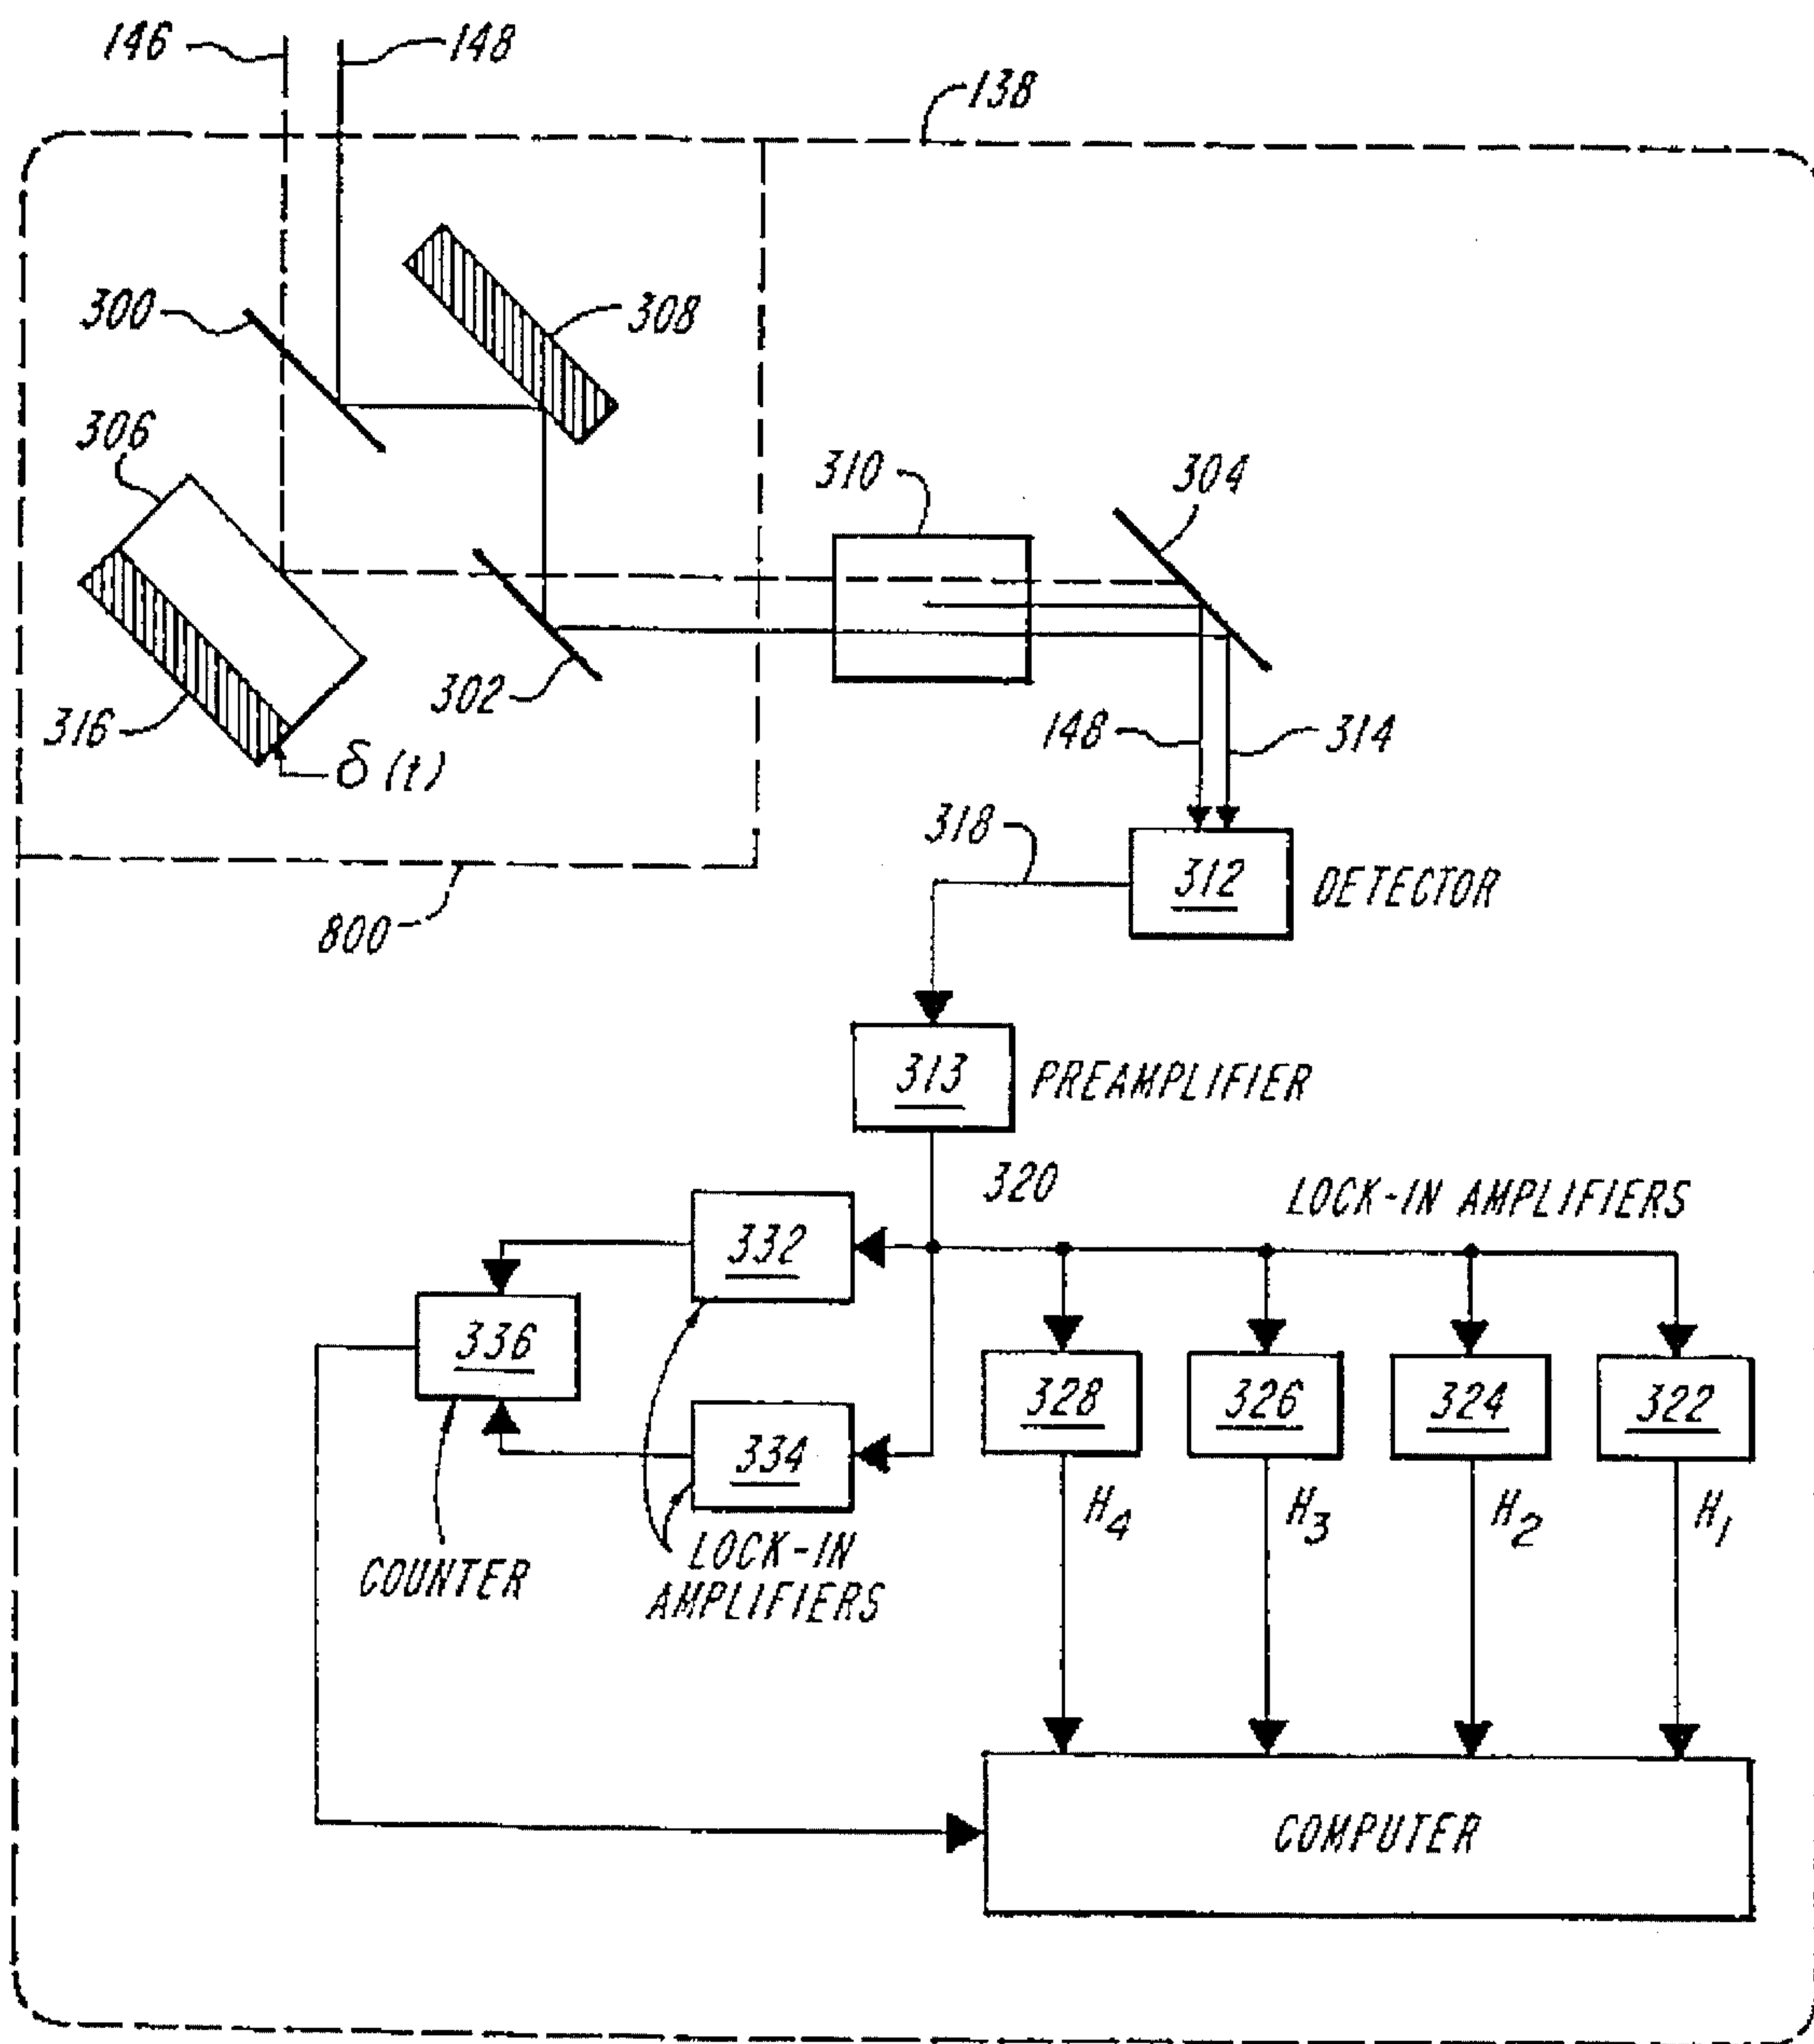 146
148
138
300
308
306
310
304
302
316
δ(t)
148
314
318
312
DETECTOR
800
313
PREAMPLIFIER
320
LOCK-IN AMPLIFIERS
332
336
328
326
324
322
334
H4
H3
H2
H1
COUNTER
LOCK-IN
AMPLIFIERS
COMPUTER